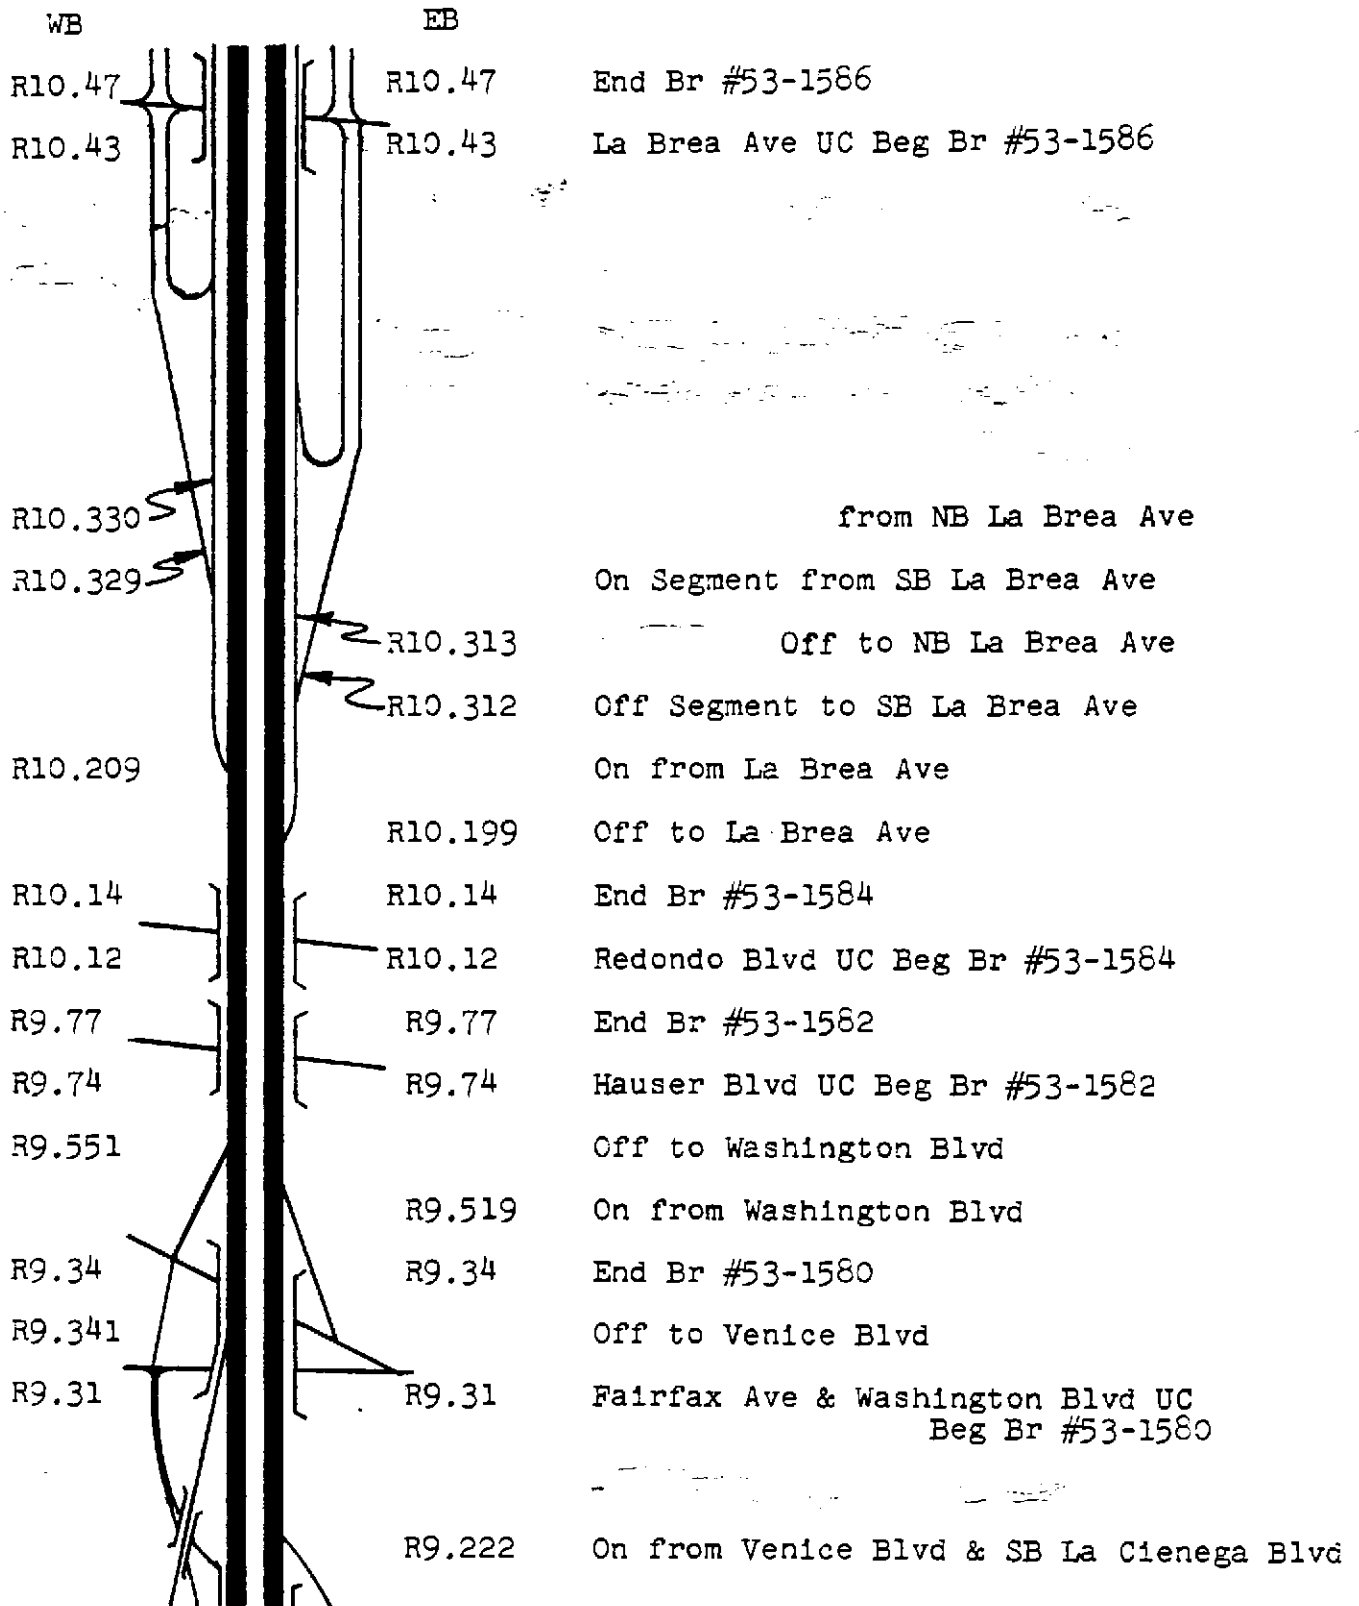 WB EB
R10.47 R10.47 End Br #53-1586
R10.43 R10.43 La Brea Ave UC Beg Br #53-1586
R10.330 from NB La Brea Ave
R10.329 On Segment from SB La Brea Ave
R10.313 Off to NB La Brea Ave
R10.312 Off Segment to SB La Brea Ave
R10.209 On from La Brea Ave
R10.199 Off to La Brea Ave
R10.14 R10.14 End Br #53-1584
R10.12 R10.12 Redondo Blvd UC Beg Br #53-1584
R9.77 R9.77 End Br #53-1582
R9.74 R9.74 Hauser Blvd UC Beg Br #53-1582
R9.551 Off to Washington Blvd
R9.519 On from Washington Blvd
R9.34 R9.34 End Br #53-1580
R9.341 Off to Venice Blvd
R9.31 R9.31 Fairfax Ave & Washington Blvd UC
Beg Br #53-1580
R9.222 On from Venice Blvd & SB La Cienega Blvd